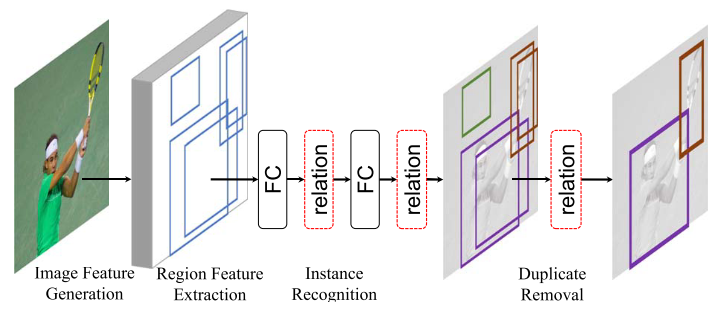 FC
relation
FC
relation
relation
Image Feature
Generation
Region Feature
Extraction
Instance
Recognition
Duplicate
Removal